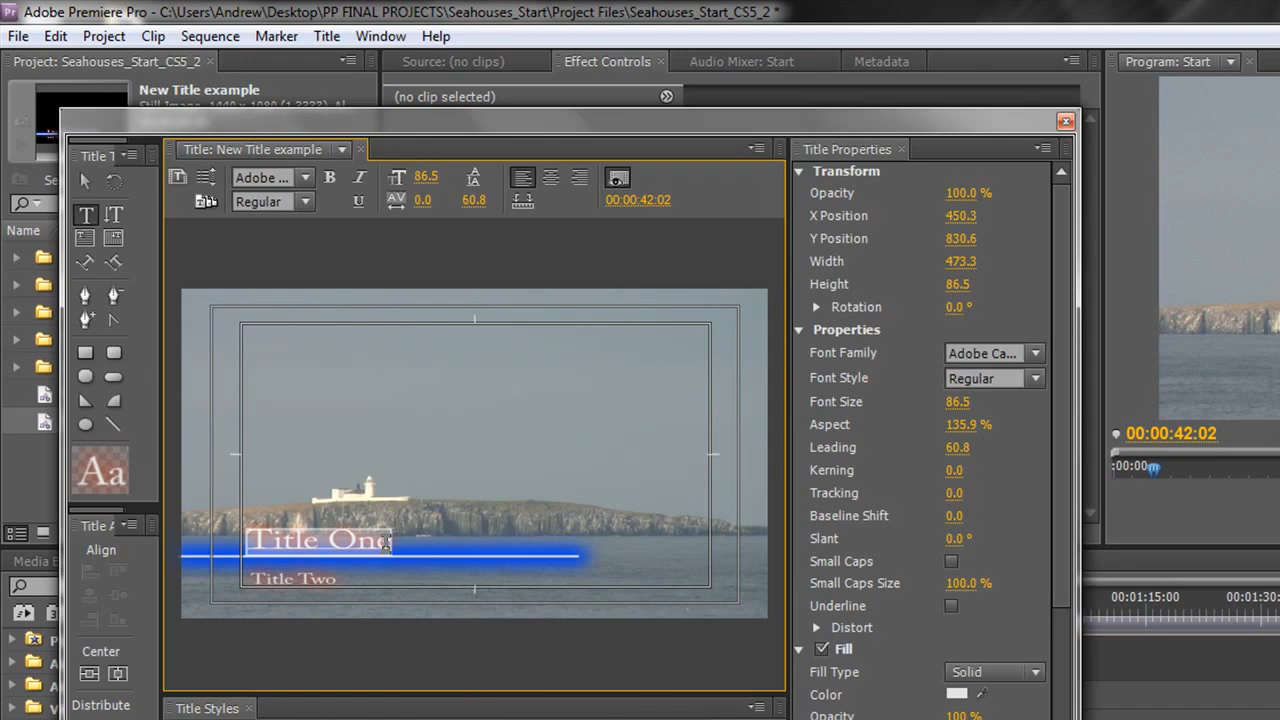 Adobe Premiere Pro - C:\Users\Andrew\Desktop\PP FINAL PROJECTS\Seahouses_Start\Project Files\Seahouses_Start_CS5_2 *
File Edit Project Clip Sequence Marker Title Window Help
Project: Seahouses_Start_CS5_2 Source: (no clips) Effect Controls Audio Mixer: Start Metadata Program: Start
New Title example
(no clip selected)
Title: New Title example
Title Properties
Adobe ... B I 86.5
Regular U 0.0 60.8 00:00:42:02
Name
Transform
Opacity 100.0 %
X Position 450.3
Y Position 830.6
Width 473.3
Height 86.5
Rotation 0.0 °
Properties
Font Family Adobe Ca...
Font Style Regular
Font Size 86.5
Aspect 135.9 %
Leading 60.8
Kerning 0.0
Tracking 0.0
Baseline Shift 0.0
Slant 0.0 °
Small Caps
Small Caps Size 100.0 %
Underline
Distort
Fill
Fill Type Solid
Color
Opacity 100 %
Aa
Title One
Title Two
Align
Center
Distribute
Title Styles
Media
00:00:42:02
:00:00
00:01:15:00 00:01:30: